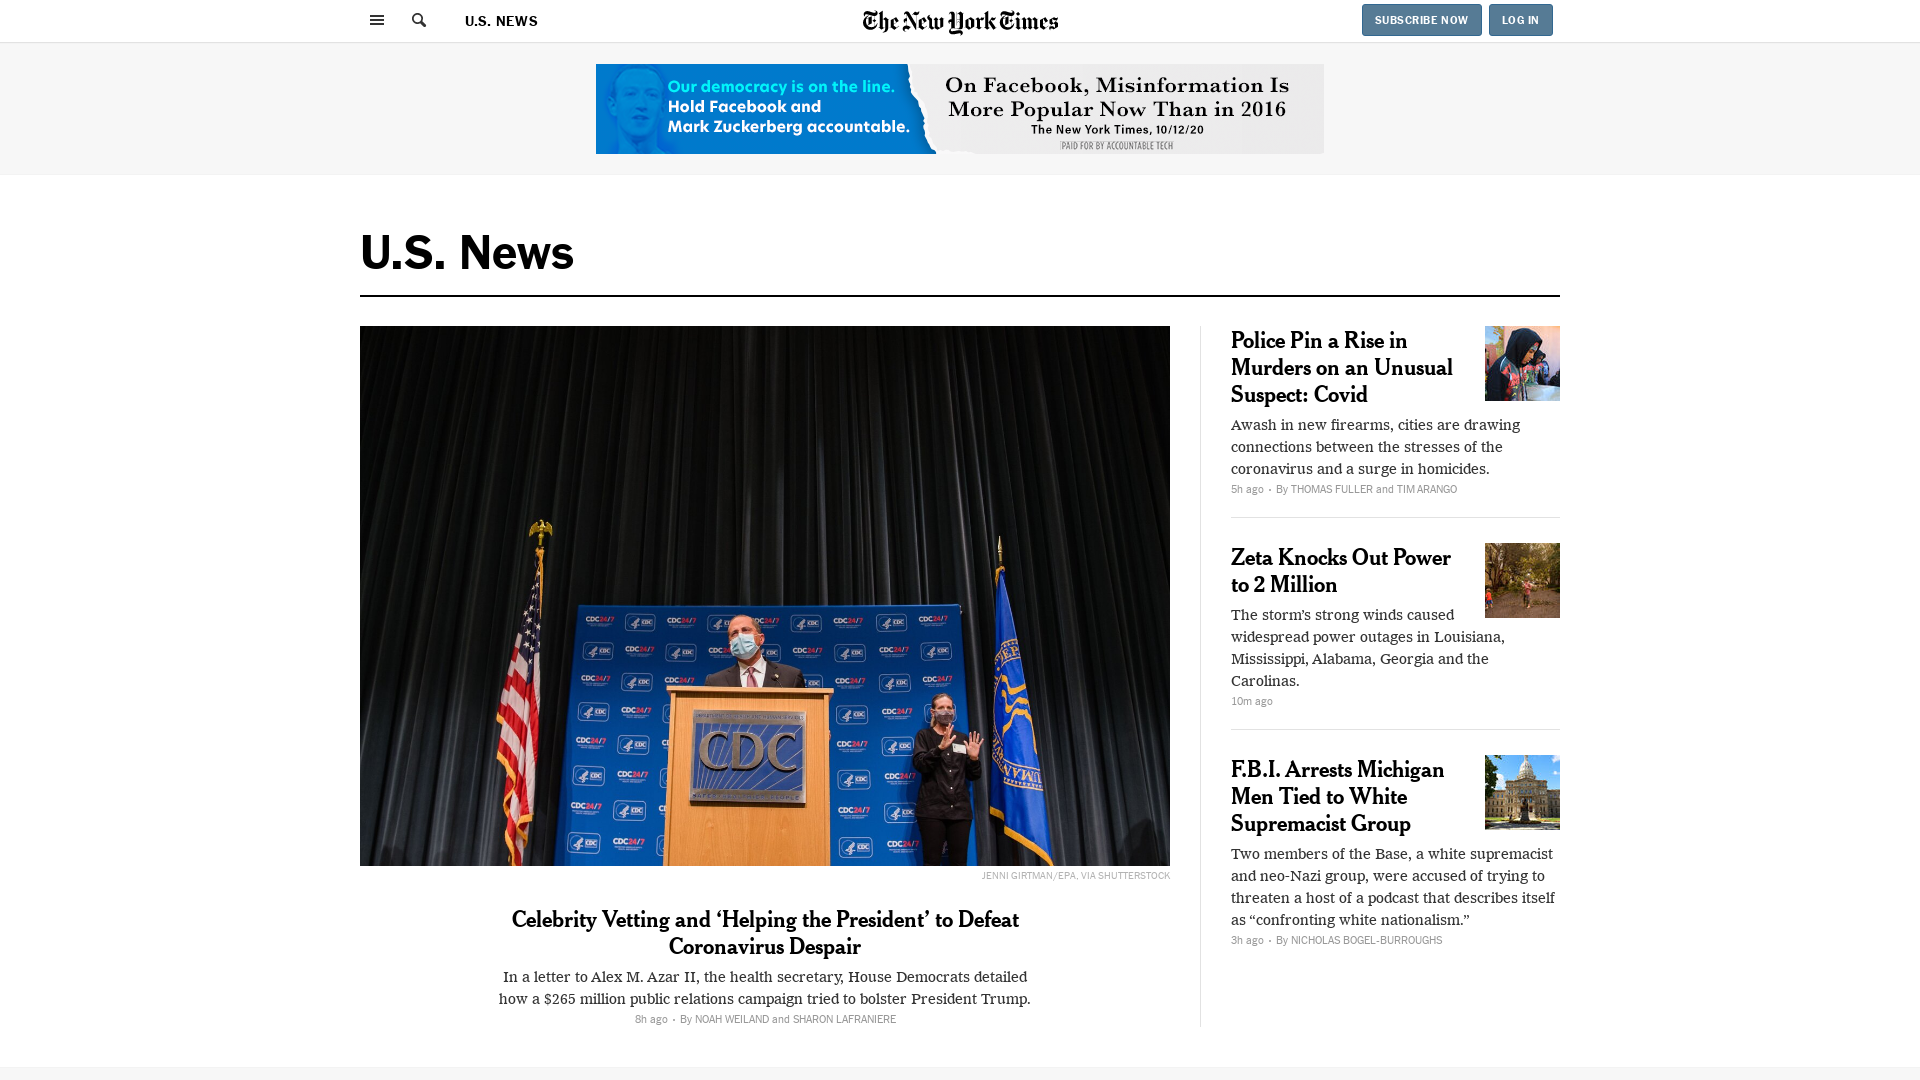 U.S. NEWS
The New York Times
SUBSCRIBE NOW
LOG IN
Our democracy is on the line.
Hold Facebook and
Mark Zuckerberg accountable.
On Facebook, Misinformation Is
More Popular Now Than in 2016
The New York Times, 10/12/20
PAID FOR BY ACCOUNTABLE TECH
U.S. News
CDC
JENNI GIRTMAN/EPA, VIA SHUTTERSTOCK
Celebrity Vetting and ‘Helping the President’ to Defeat
Coronavirus Despair
In a letter to Alex M. Azar II, the health secretary, House Democrats detailed
how a $265 million public relations campaign tried to bolster President Trump.
8h ago • By NOAH WEILAND and SHARON LAFRANIERE
Police Pin a Rise in
Murders on an Unusual
Suspect: Covid
Awash in new firearms, cities are drawing
connections between the stresses of the
coronavirus and a surge in homicides.
5h ago • By THOMAS FULLER and TIM ARANGO
Zeta Knocks Out Power
to 2 Million
The storm’s strong winds caused
widespread power outages in Louisiana,
Mississippi, Alabama, Georgia and the
Carolinas.
10m ago
F.B.I. Arrests Michigan
Men Tied to White
Supremacist Group
Two members of the Base, a white supremacist
and neo-Nazi group, were accused of trying to
threaten a host of a podcast that describes itself
as “confronting white nationalism.”
3h ago • By NICHOLAS BOGEL-BURROUGHS